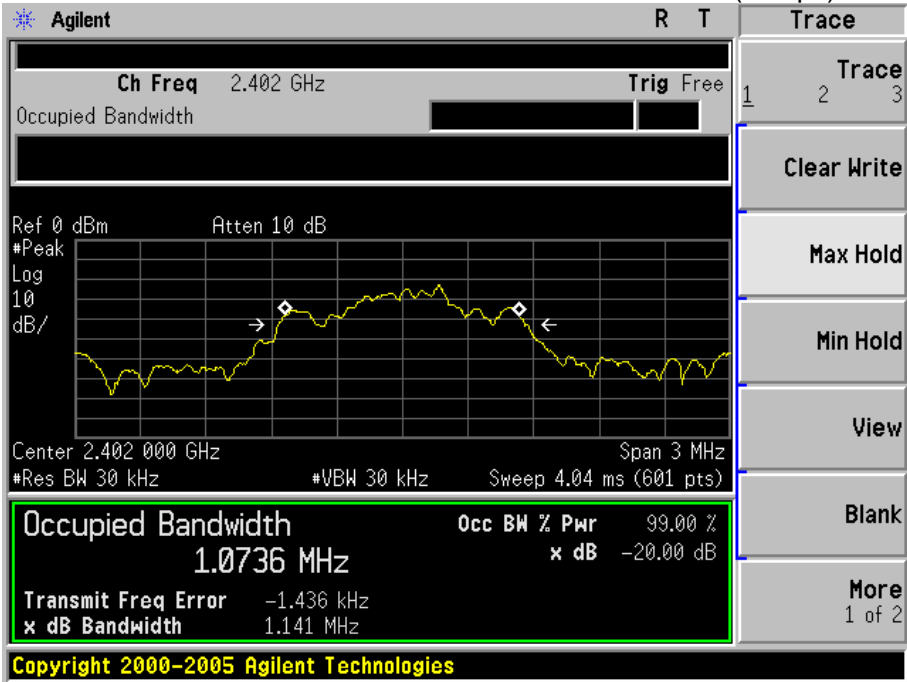 Agilent R T Trace
Ch Freq 2.402 GHz Trig Free
Occupied Bandwidth
Trace
1 2 3
Clear Write
Max Hold
Min Hold
View
Blank
More
1 of 2
Ref 0 dBm Atten 10 dB
#Peak
Log
10
dB/
Center 2.402 000 GHz Span 3 MHz
#Res BW 30 kHz #VBW 30 kHz Sweep 4.04 ms (601 pts)
Occupied Bandwidth Occ BW % Pwr 99.00 %
1.0736 MHz x dB -20.00 dB
Transmit Freq Error -1.436 kHz
x dB Bandwidth 1.141 MHz
Copyright 2000-2005 Agilent Technologies